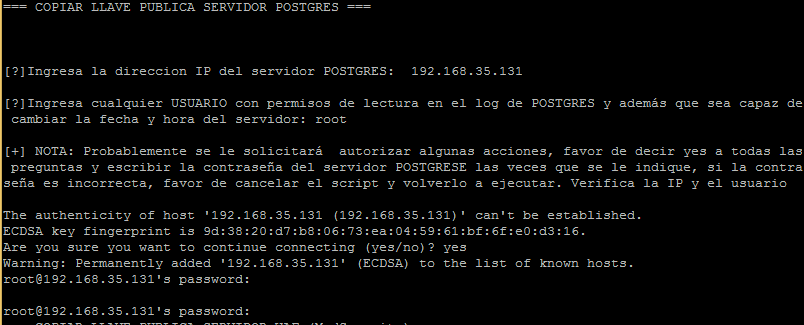 === COPIAR LLAVE PUBLICA SERVIDOR POSTGRES ===
[?]Ingresa la direccion IP del servidor POSTGRES:  192.168.35.131
[?]Ingresa cualquier USUARIO con permisos de lectura en el log de POSTGRES y además que sea capaz de
 cambiar la fecha y hora del servidor: root
[+] NOTA: Probablemente se le solicitará  autorizar algunas acciones, favor de decir yes a todas las
 preguntas y escribir la contraseña del servidor POSTGRESE las veces que se le indique, si la contra
seña es incorrecta, favor de cancelar el script y volverlo a ejecutar. Verifica la IP y el usuario
The authenticity of host '192.168.35.131 (192.168.35.131)' can't be established.
ECDSA key fingerprint is 9d:38:20:d7:b8:06:73:ea:04:59:61:bf:6f:e0:d3:16.
Are you sure you want to continue connecting (yes/no)? yes
Warning: Permanently added '192.168.35.131' (ECDSA) to the list of known hosts.
root@192.168.35.131's password:
root@192.168.35.131's password: